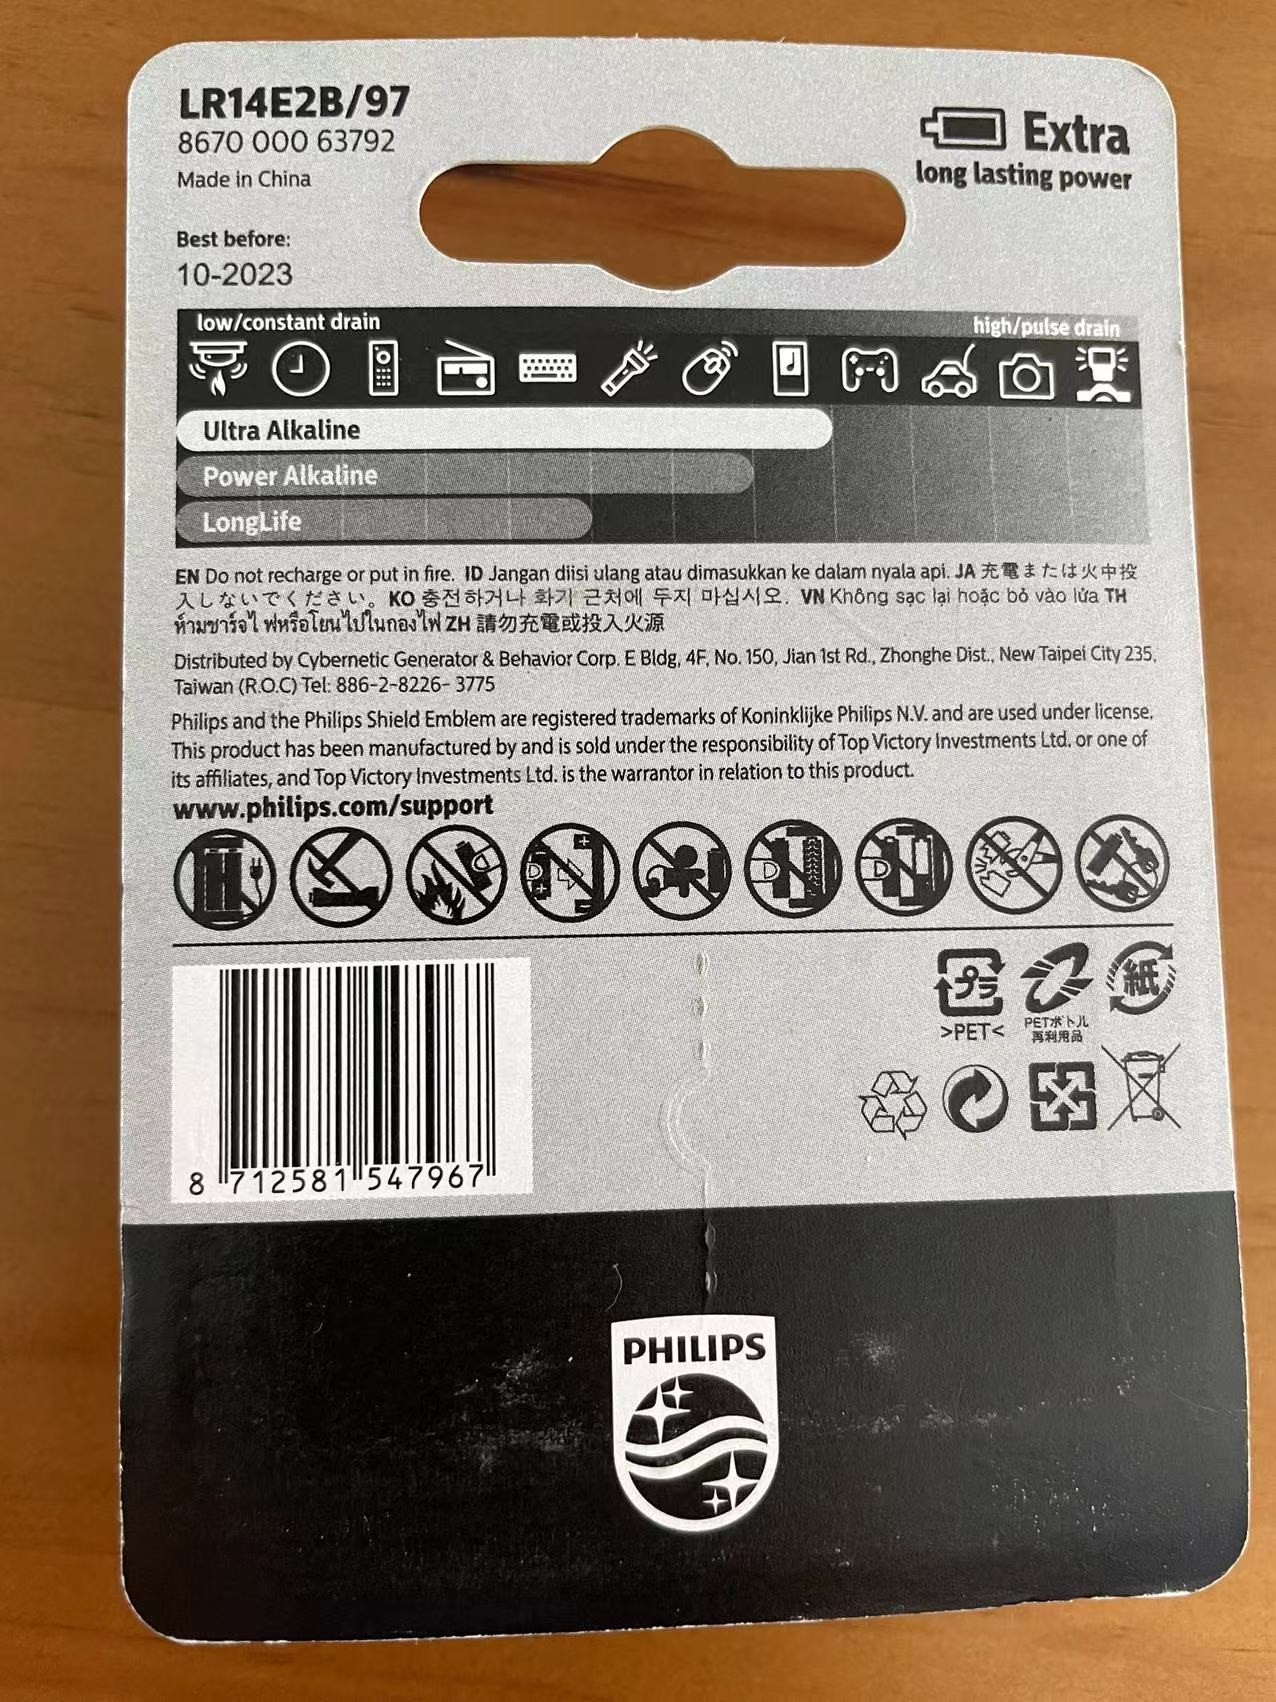 LR14E2B/97
8670 000 63792
Made in China
Extra
long lasting power
Best before:
10-2023
low/constant drain
high/pulse drain
Ultra Alkaline
Power Alkaline
LongLife
EN Do not recharge or put in fire. ID Jangan diisi ulang atau dimasukkan ke dalam nyala api. JA 充電または火中投
入しないでください。 KO 충전하거나 화기 근처에 두지 마십시오. VN Không sạc lại hoặc bỏ vào lửa TH
ห้ามชาร์จไ ฟหรือโยนไปในกองไฟ ZH 請勿充電或投入火源
Distributed by Cybernetic Generator & Behavior Corp. E Bldg, 4F, No. 150, Jian 1st Rd., Zhonghe Dist., New Taipei City 235,
Taiwan (R.O.C) Tel: 886-2-8226- 3775
Philips and the Philips Shield Emblem are registered trademarks of Koninklijke Philips N.V. and are used under license.
This product has been manufactured by and is sold under the responsibility of Top Victory Investments Ltd. or one of
its affiliates, and Top Victory Investments Ltd. is the warrantor in relation to this product.
www.philips.com/support
プラ
紙
>PET<
PETボトル
再利用品
8 712581 547967
PHILIPS